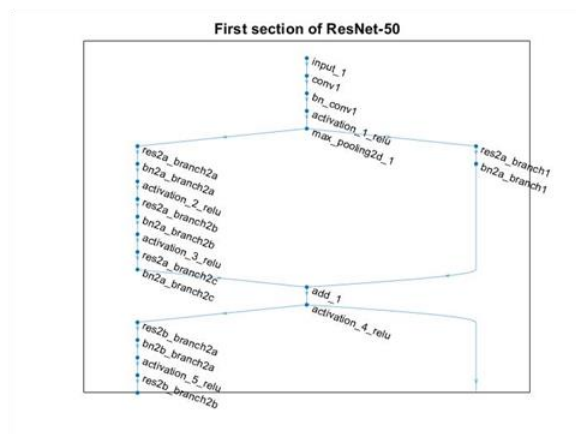 First section of ResNet-50
input_1
conv1
bn_conv1
activation_1_relu
max_pooling2d_1
res2a_branch2a
bn2a_branch2a
activation_2_relu
res2a_branch2b
bn2a_branch2b
activation_3_relu
res2a_branch2c
bn2a_branch2c
res2a_branch1
bn2a_branch1
add_1
activation_4_relu
res2b_branch2a
bn2b_branch2a
activation_5_relu
res2b_branch2b